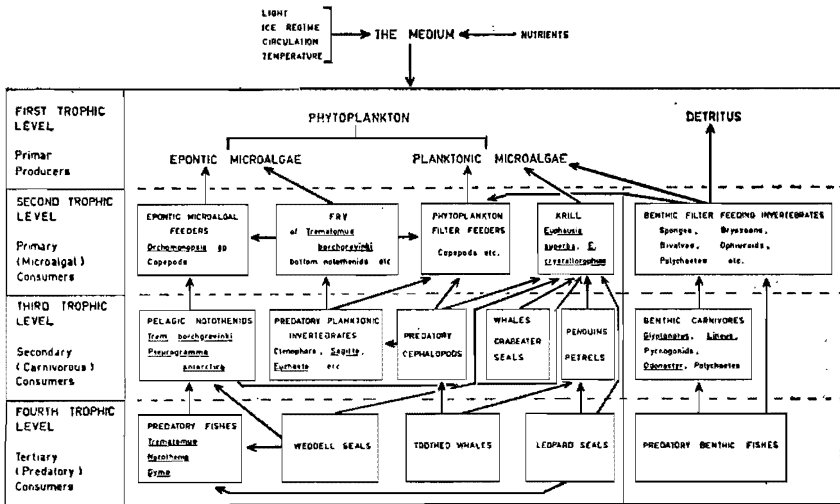 LIGHT
ICE REGIME
CIRCULATION
TEMPERATURE
THE MEDIUM
NUTRIENTS
FIRST TROPHIC
LEVEL
Primar
Producers
PHYTOPLANKTON
DETRITUS
EPONTIC MICROALGAE
PLANKTONIC MICROALGAE
SECOND TROPHIC
LEVEL
Primary
(Microalgal)
Consumers
EPONTIC MICROALGAL
FEEDERS
Orchomonopsis sp
Copepods
FRY
of Trematomus
borchgrevinki
bottom notothenids etc
PHYTOPLANKTON
FILTER FEEDERS
Copepods etc.
KRILL
Euphausia
superba, E.
crystallorophias
BENTHIC FILTER FEEDING INVERTEBRATES
Sponges, Bryozoans,
Bivalves, Ophiuroids,
Polychaetes etc.
THIRD TROPHIC
LEVEL
Secondary
(Carnivorous)
Consumers
PELAGIC NOTOTHENIDS
Trem borchgrevinki
Pleuragramma
antarctica
PREDATORY PLANKTONIC
INVERTEBRATES
Ctenophora, Sagitta,
Euchaeta etc
PREDATORY
CEPHALOPODS
WHALES
CRABEATER
SEALS
PENGUINS
PETRELS
BENTHIC CARNIVORES
Glyptonotus, Lineus,
Pycnogonids,
Odonaster, Polychaetes
FOURTH TROPHIC
LEVEL
Tertiary
(Predatory)
Consumers
PREDATORY FISHES
Trematomus
Notothenia
Gymo
WEDDELL SEALS
TOOTHED WHALES
LEOPARD SEALS
PREDATORY BENTHIC FISHES